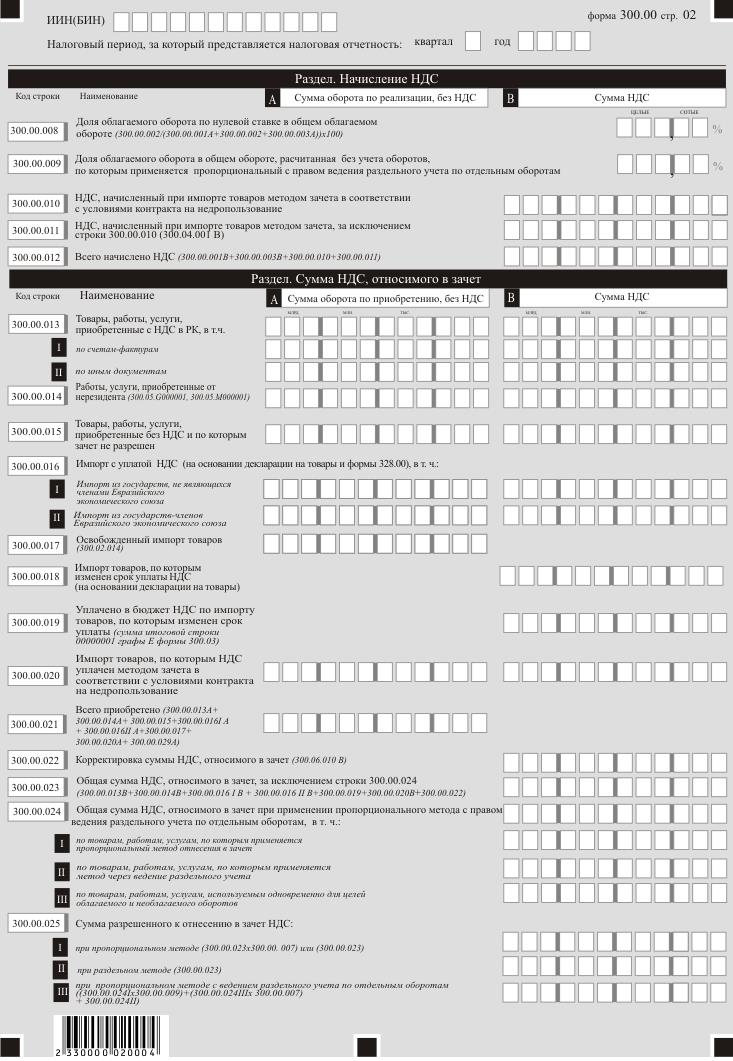 форма 300.00 стр. 02
ИИН(БИН)
Налоговый период, за который представляется налоговая отчетность: квартал год
Раздел. Начисление НДС
Код строки Наименование A Сумма оборота по реализации, без НДС B Сумма НДС
целые сотые
300.00.008 Доля облагаемого оборота по нулевой ставке в общем облагаемом
обороте (300.00.002/(300.00.001А+300.00.002+300.00.003А))х100) , %
300.00.009 Доля облагаемого оборота в общем обороте, расчитанная без учета оборотов,
по которым применяется пропорциональный с правом ведения раздельного учета по отдельным оборотам , %
300.00.010 НДС, начисленный при импорте товаров методом зачета в соответствии
с условиями контракта на недропользование
300.00.011 НДС, начисленный при импорте товаров методом зачета, за исключением
строки 300.00.010 (300.04.001 В)
300.00.012 Всего начислено НДС (300.00.001В+300.00.003В+300.00.010+300.00.011)
Раздел. Сумма НДС, относимого в зачет
Код строки Наименование A Сумма оборота по приобретению, без НДС B Сумма НДС
млрд. млн. тыс. млрд. млн. тыс.
300.00.013 Товары, работы, услуги,
приобретенные с НДС в РК, в т.ч.
I по счетам-фактурам
II по иным документам
300.00.014 Работы, услуги, приобретенные от
нерезидента (300.05.G000001, 300.05.М000001)
300.00.015 Товары, работы, услуги,
приобретенные без НДС и по которым
зачет не разрешен
300.00.016 Импорт с уплатой НДС (на основании декларации на товары и формы 328.00), в т. ч.:
I Импорт из государств, не являющихся
членами Евразийского
экономического союза
II Импорт из государств-членов
Евразийского экономического союза
300.00.017 Освобожденный импорт товаров
(300.02.014)
300.00.018 Импорт товаров, по которым
изменен срок уплаты НДС
(на основании декларации на товары)
300.00.019 Уплачено в бюджет НДС по импорту
товаров, по которым изменен срок
уплаты (сумма итоговой строки
00000001 графы Е формы 300.03)
300.00.020 Импорт товаров, по которым НДС
уплачен методом зачета в
соответствии с условиями контракта
на недропользование
300.00.021 Всего приобретено (300.00.013А+
300.00.014А+ 300.00.015+300.00.016I А
+ 300.00.016II А+300.00.017+
300.00.020А+ 300.00.029А)
300.00.022 Корректировка суммы НДС, относимого в зачет (300.06.010 В)
300.00.023 Общая сумма НДС, относимого в зачет, за исключением строки 300.00.024
(300.00.013В+300.00.014В+300.00.016 I В + 300.00.016 II В+300.00.019+300.00.020В+300.00.022)
300.00.024 Общая сумма НДС, относимого в зачет при применении пропорционального метода с правом
ведения раздельного учета по отдельным оборотам, в т. ч.:
I по товарам, работам, услугам, по которым применяется
пропорциональный метод отнесения в зачет
II по товарам, работам, услугам, по которым применяется
метод через ведение раздельного учета
III по товарам, работам, услугам, используемым одновременно для целей
облагаемого и необлагаемого оборотов
300.00.025 Сумма разрешенного к отнесению в зачет НДС:
I при пропорциональном методе (300.00.023х300.00. 007) или (300.00.023)
II при раздельном методе (300.00.023)
III при пропорциональном методе с ведением раздельного учета по отдельным оборотам
((300.00.024Iх300.00.009)+(300.00.024IIIх 300.00.007)
+ 300.00.024II)
2 330000 020004